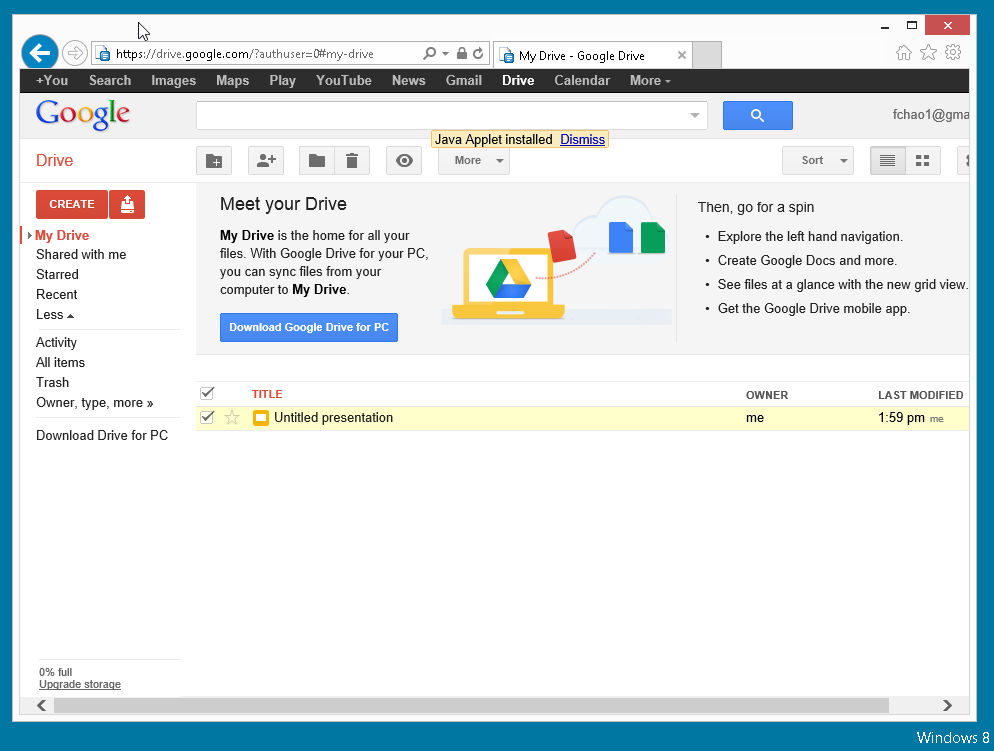 https://drive.google.com/?authuser=0#my-drive
My Drive - Google Drive
+You Search Images Maps Play YouTube News Gmail Drive Calendar More
Google
fchao1@gma
Java Applet installed Dismiss
Drive
More
Sort
CREATE
My Drive
Shared with me
Starred
Recent
Less
Activity
All items
Trash
Owner, type, more »
Download Drive for PC
Meet your Drive
My Drive is the home for all your
files. With Google Drive for your PC,
you can sync files from your
computer to My Drive.
Download Google Drive for PC
Then, go for a spin
• Explore the left hand navigation.
• Create Google Docs and more.
• See files at a glance with the new grid view.
• Get the Google Drive mobile app.
TITLE OWNER LAST MODIFIED
Untitled presentation me 1:59 pm me
0% full
Upgrade storage
Windows 8